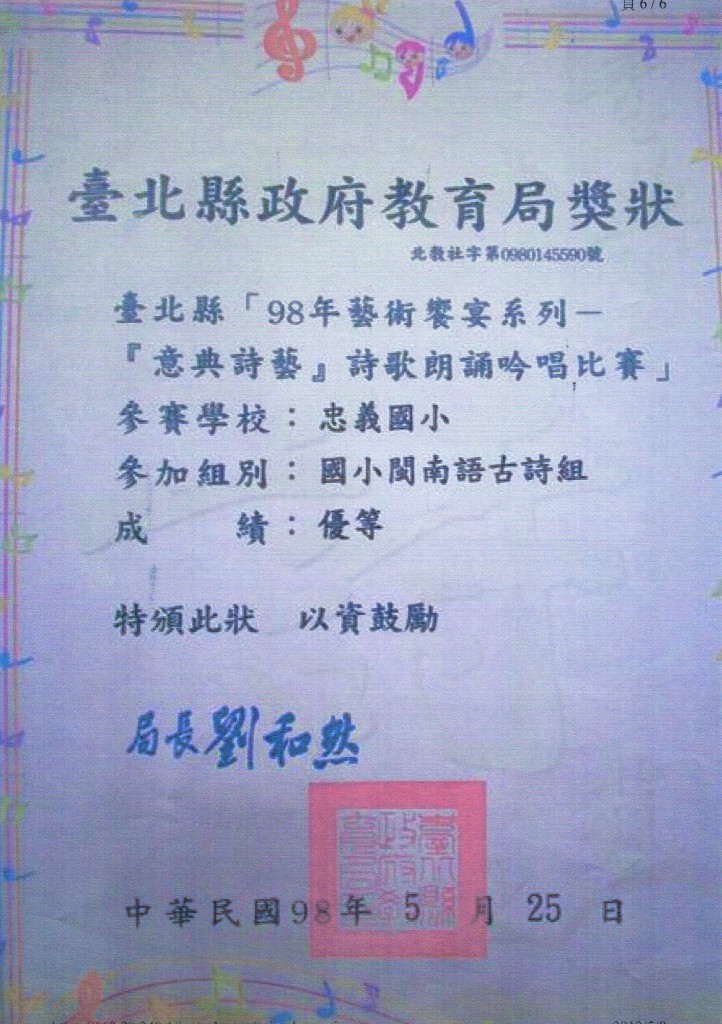 頁 6 / 6
臺北縣政府教育局獎狀
北教社字第0980145590號
臺北縣「98年藝術饗宴系列－
『意典詩藝』詩歌朗誦吟唱比賽」
參賽學校：忠義國小
參加組別：國小閩南語古詩組
成績：優等
特頒此狀 以資鼓勵
局長劉和然
中華民國98年 5 月 25 日